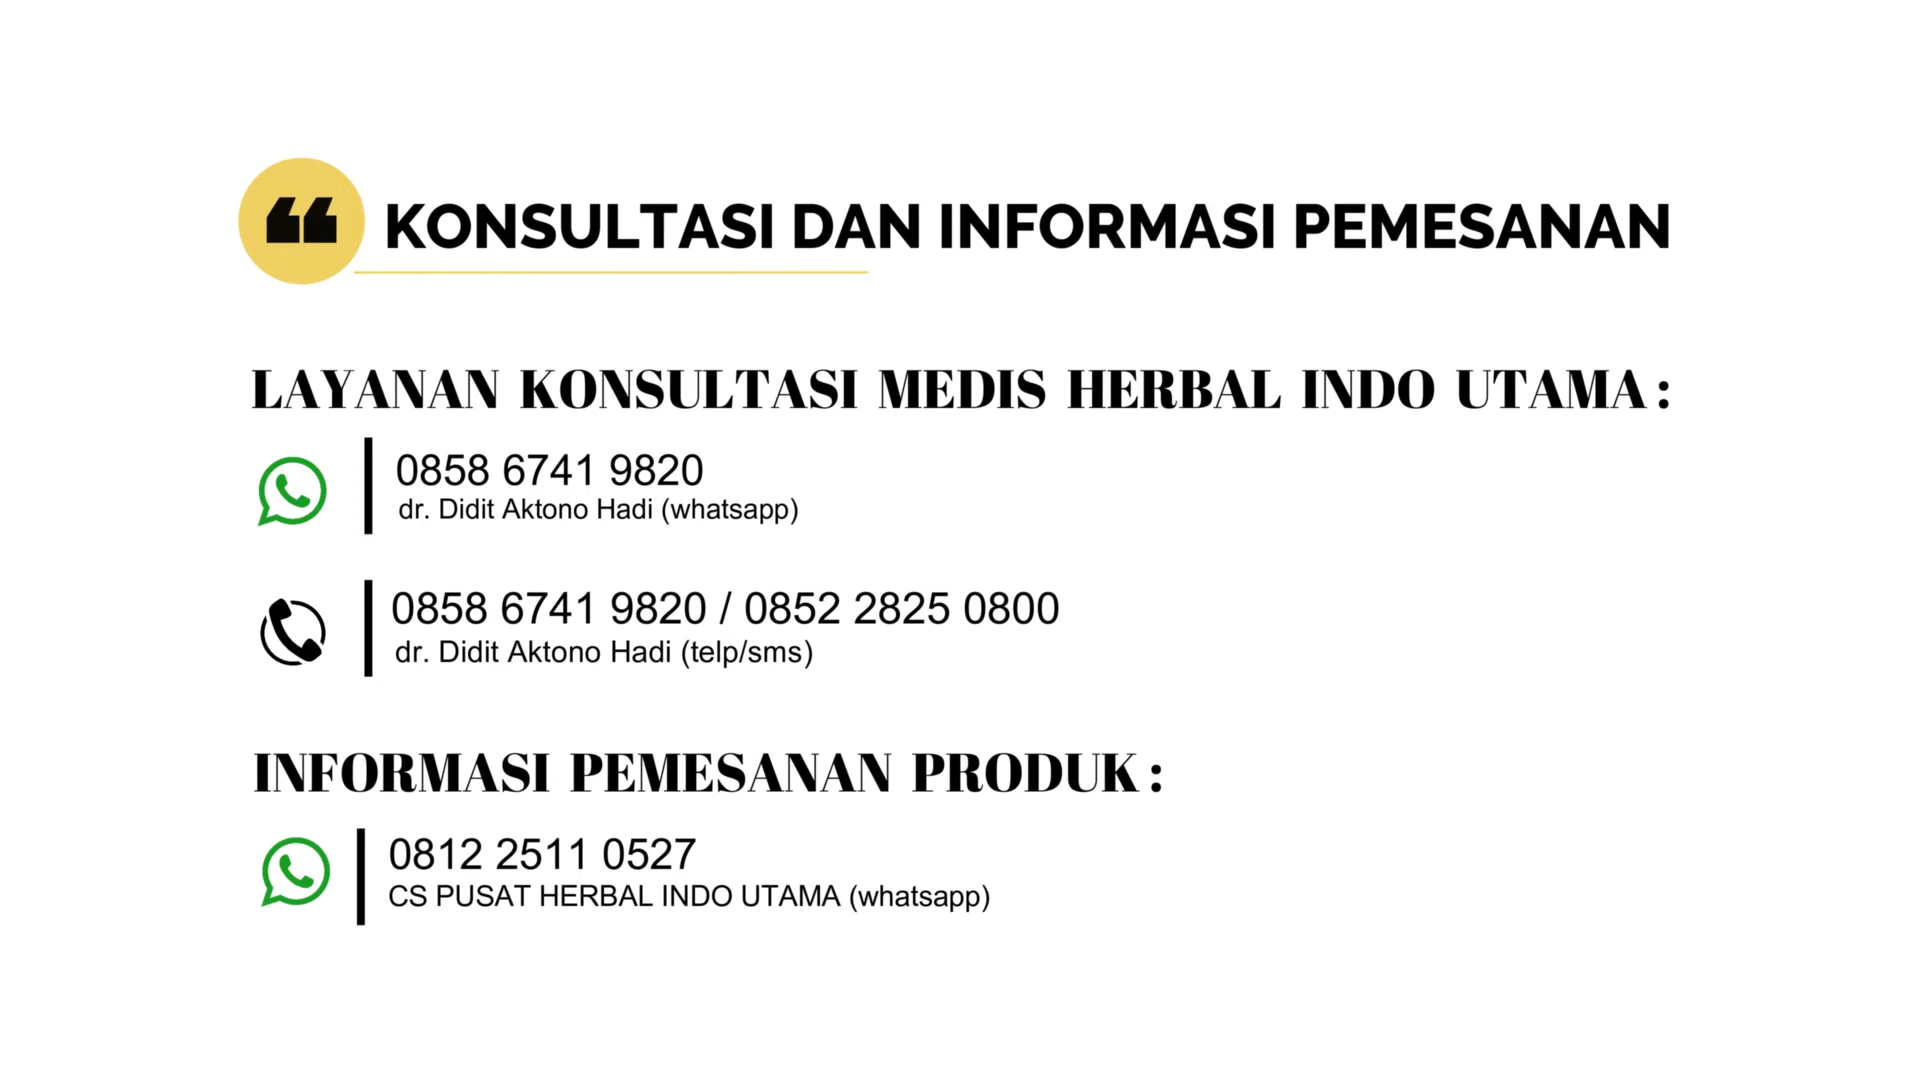 KONSULTASI DAN INFORMASI PEMESANAN
LAYANAN KONSULTASI MEDIS HERBAL INDO UTAMA :
0858 6741 9820
dr. Didit Aktono Hadi (whatsapp)
0858 6741 9820 / 0852 2825 0800
dr. Didit Aktono Hadi (telp/sms)
INFORMASI PEMESANAN PRODUK :
0812 2511 0527
CS PUSAT HERBAL INDO UTAMA (whatsapp)